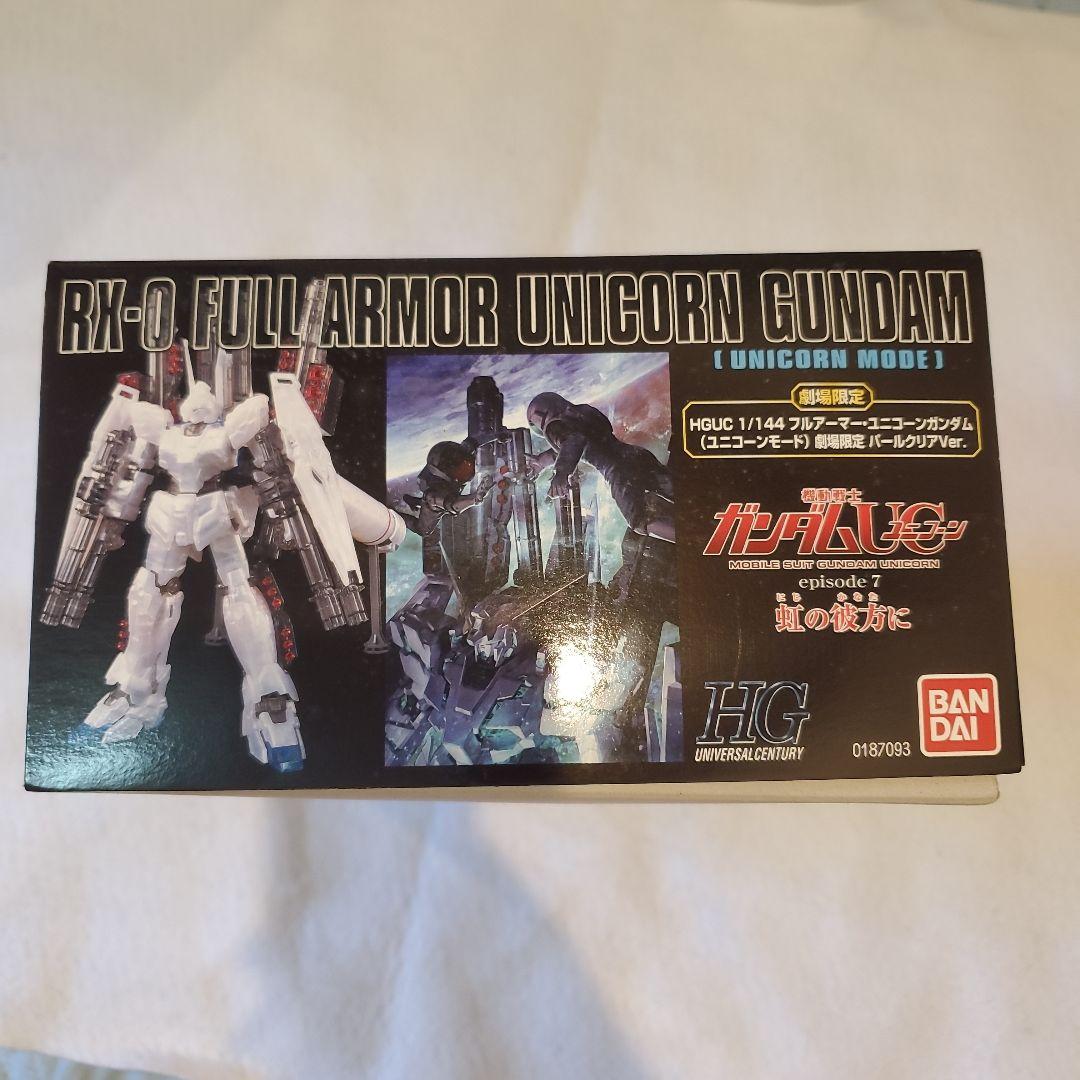 RX-0 FULL ARMOR UNICORN GUNDAM
[UNICORN MODE]
劇場限定
HGUC 1/144 フルアーマー・ユニコーンガンダム
(ユニコーンモード) 劇場限定 パールクリアVer.
機動戦士
ガンダムUC ユニコーン
MOBILE SUIT GUNDAM UNICORN
episode 7
にじ かなた
虹の彼方に
HG
UNIVERSAL CENTURY
0187093
BAN
DAI